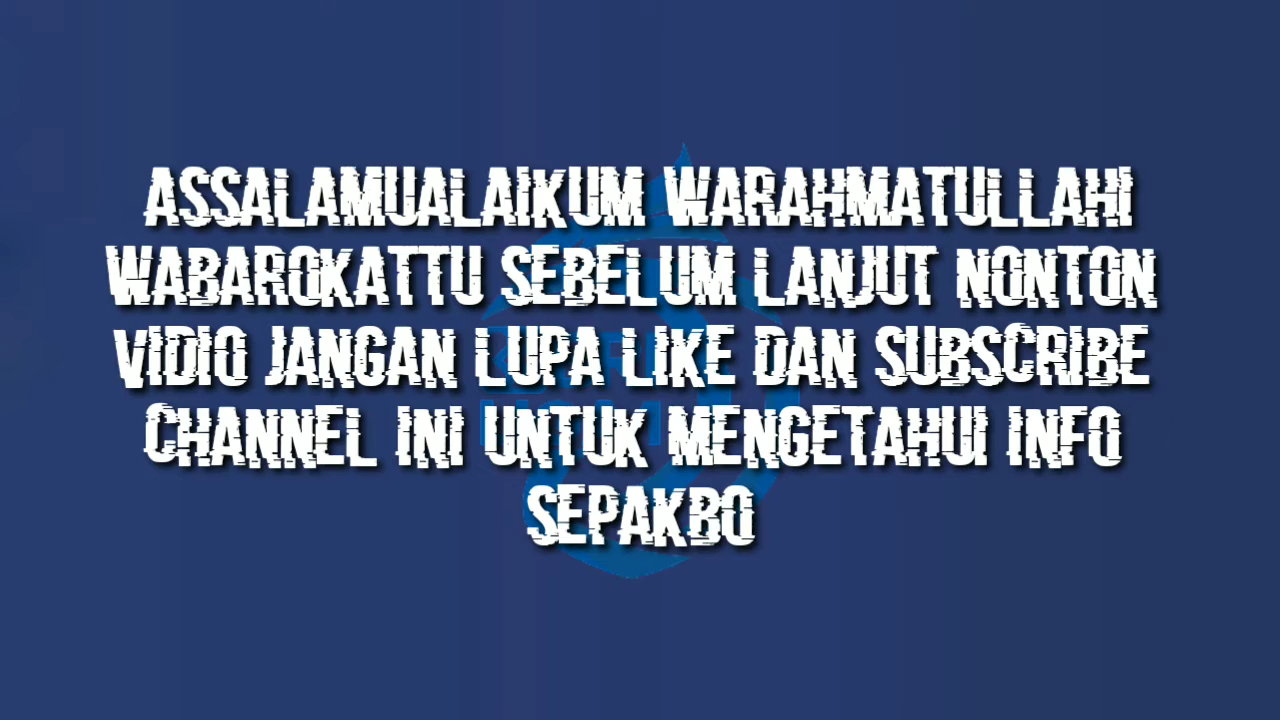 ASSALAMUALAIKUM WARAHMATULLAHI
WABAROKATTU SEBELUM LANJUT NONTON
VIDIO JANGAN LUPA LIKE DAN SUBSCRIBE
CHANNEL INI UNTUK MENGETAHUI INFO
SEPAKBO